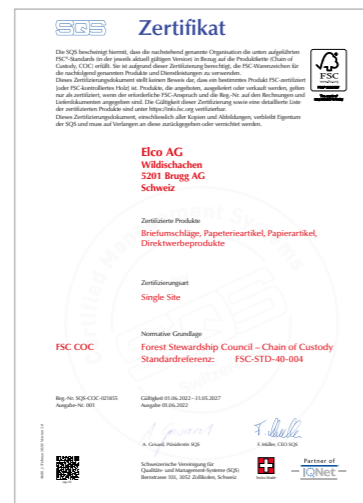 SQS Zertifikat
Die SQS bescheinigt hiermit, dass die nachstehend genannte Organisation die unten aufgeführten
FSC®-Standards (in der jeweils aktuell gültigen Version) in Bezug auf die Produktkette (Chain of
Custody, COC) erfüllt. Sie ist aufgrund dieser Zertifizierung berechtigt, die FSC-Warenzeichen für
die nachfolgend genannten Produkte und Dienstleistungen zu verwenden.
Dieses Zertifizierungsdokument stellt keinen Beweis dar, dass ein bestimmtes Produkt FSC-zertifiziert
[oder FSC-kontrolliertes Holz] ist. Produkte, die angeboten, ausgeliefert oder verkauft werden, gelten
nur als zertifiziert, wenn der erforderliche FSC-Anspruch und die Reg.-Nr. auf den Rechnungen und
Lieferdokumenten angegeben sind. Die Gültigkeit dieser Zertifizierung sowie eine detaillierte Liste
der zertifizierten Produkte sind unter https://info.fsc.org verifizierbar.
Dieses Zertifizierungsdokument, einschliesslich aller Kopien und Abbildungen, verbleibt Eigentum
der SQS und muss auf Verlangen an diese zurückgegeben oder vernichtet werden.
FSC
Elco AG
Wildischachen
5201 Brugg AG
Schweiz
Zertifizierte Produkte
Briefumschläge, Papeterieartikel, Papierartikel,
Direktwerbeprodukte
Zertifizierungsart
Single Site
Normative Grundlage
FSC COC Forest Stewardship Council – Chain of Custody
Standardreferenz: FSC-STD-40-004
Reg.-Nr. SQS-COC-021855 Gültigkeit 01.06.2022 –31.05.2027
Ausgabe-Nr. 001 Ausgabe 01.06.2022
A. Grisard, Präsidentin SQS F. Müller, CEO SQS
Schweizerische Vereinigung für
Qualitäts- und Management-Systeme (SQS)
Bernstrasse 103, 3052 Zollikofen, Schweiz
Swiss Made
Partner of
IQNet
Certified Management Systems